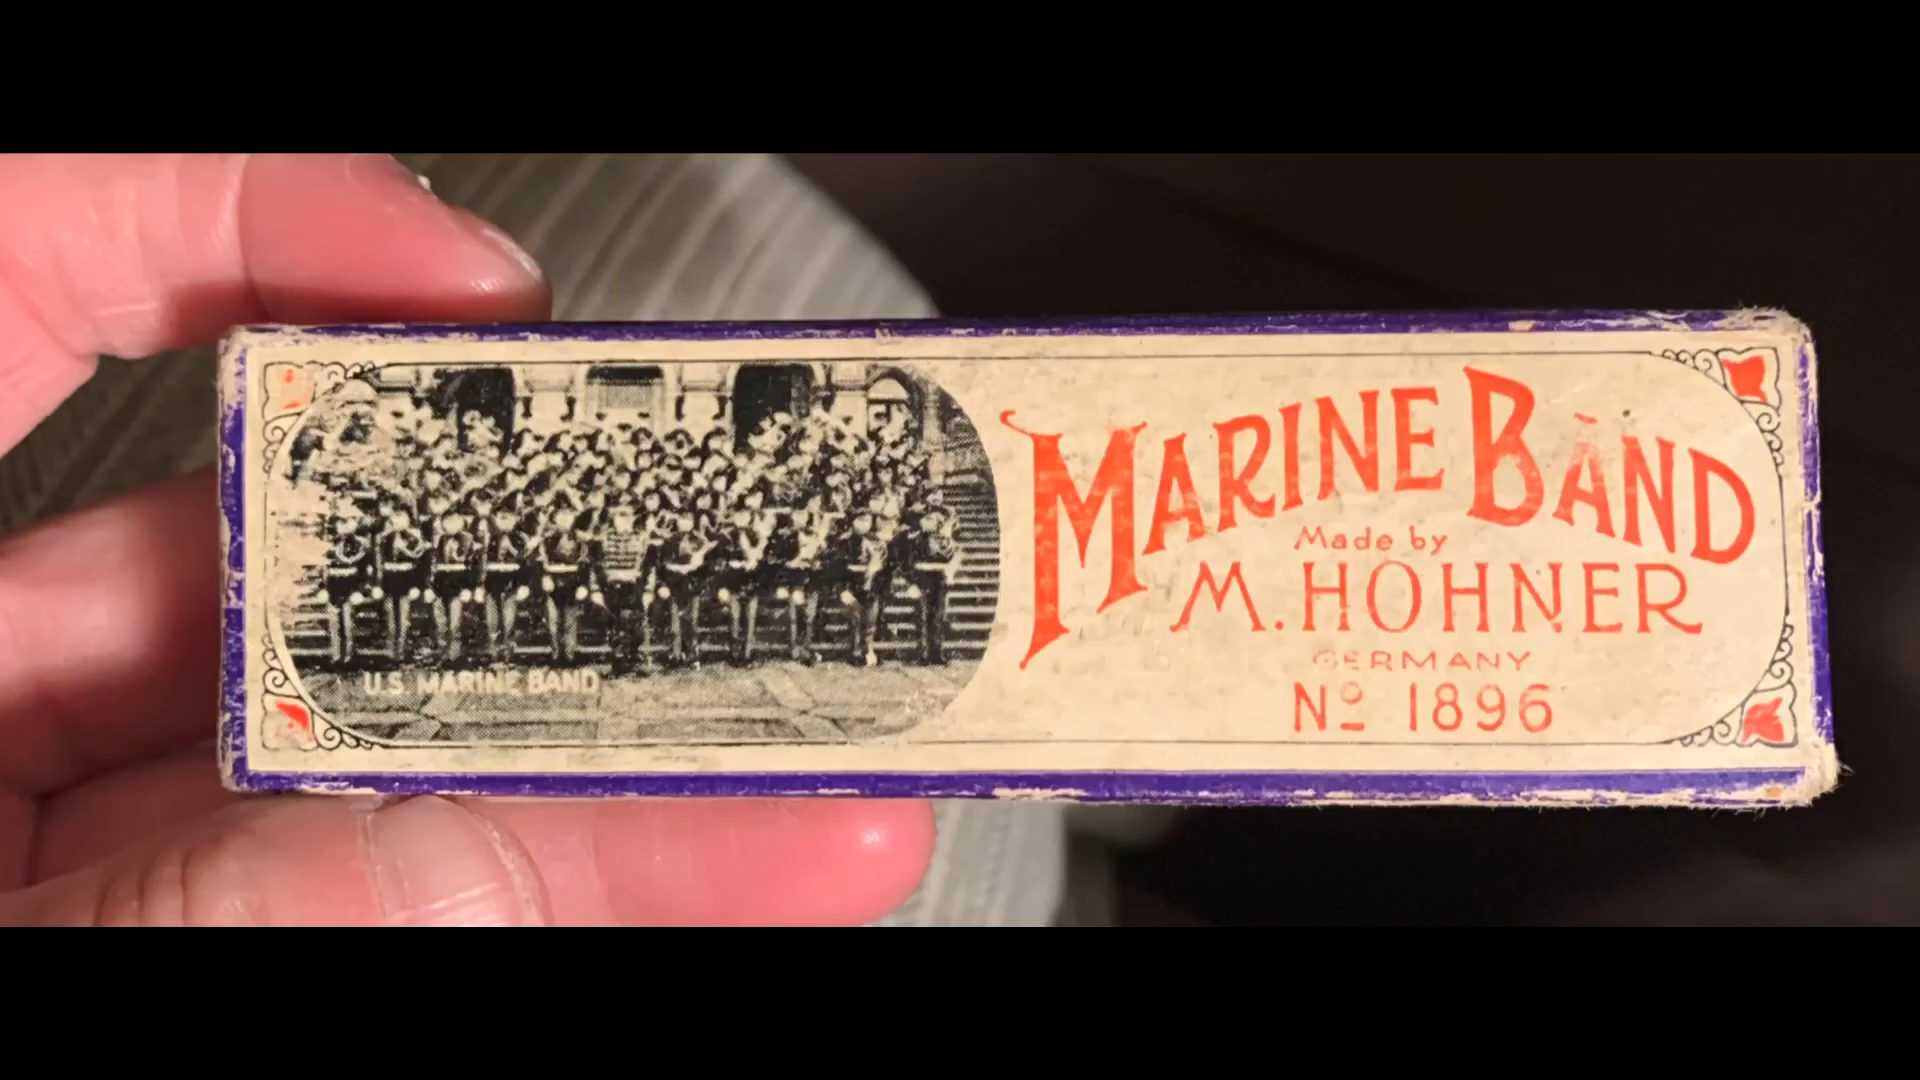 U.S. MARINE BAND
MARINE BAND
Made by
M. HOHNER
GERMANY
Nº 1896